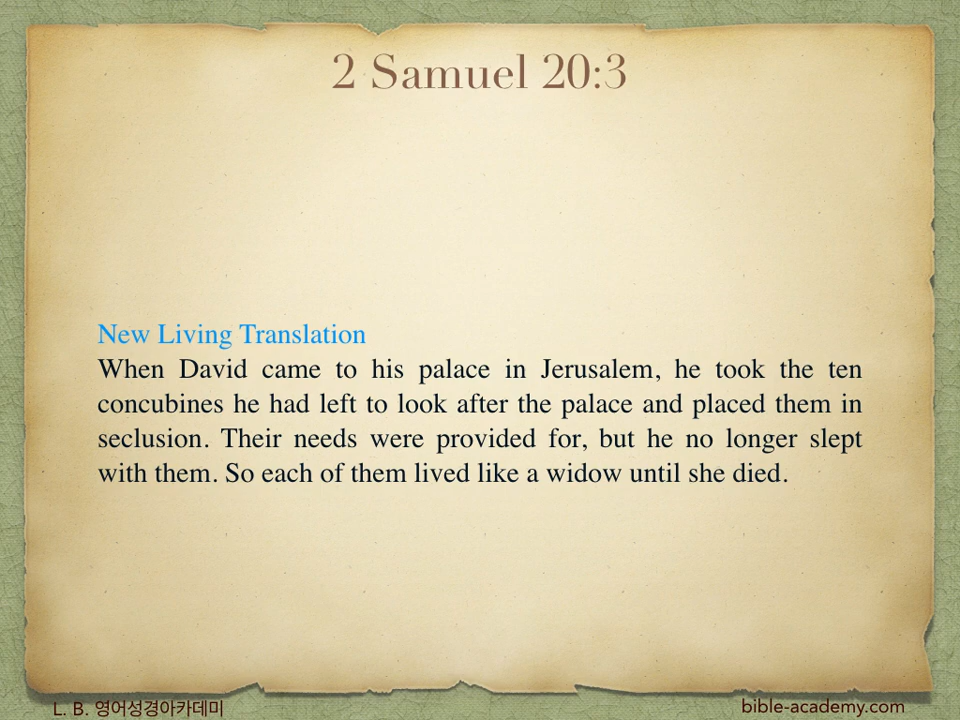 2 Samuel 20:3
New Living Translation
When David came to his palace in Jerusalem, he took the ten
concubines he had left to look after the palace and placed them in
seclusion. Their needs were provided for, but he no longer slept
with them. So each of them lived like a widow until she died.
L. B. 영어성경아카데미
bible-academy.com